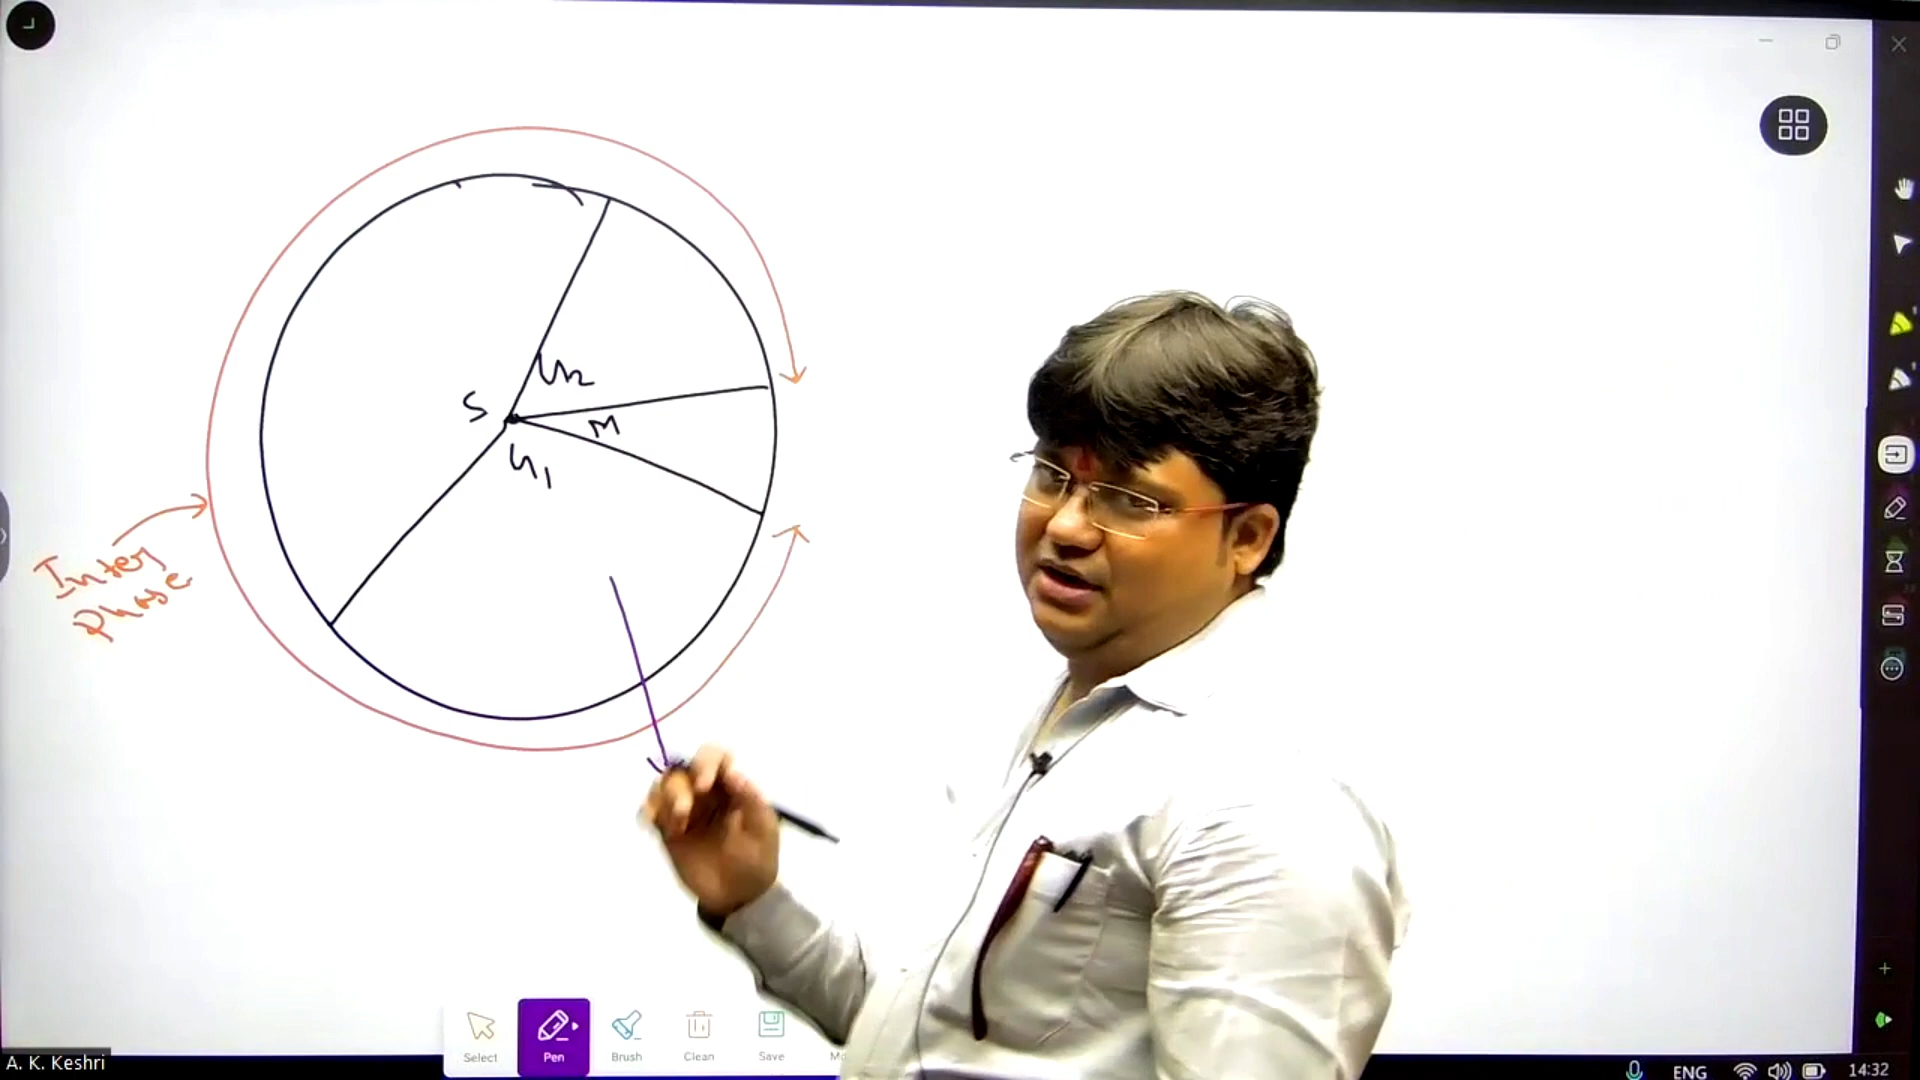 G2
S
M
G1
Inter
phase
Select
Pen
Brush
Clean
Save
A. K. Keshri
ENG
14:32